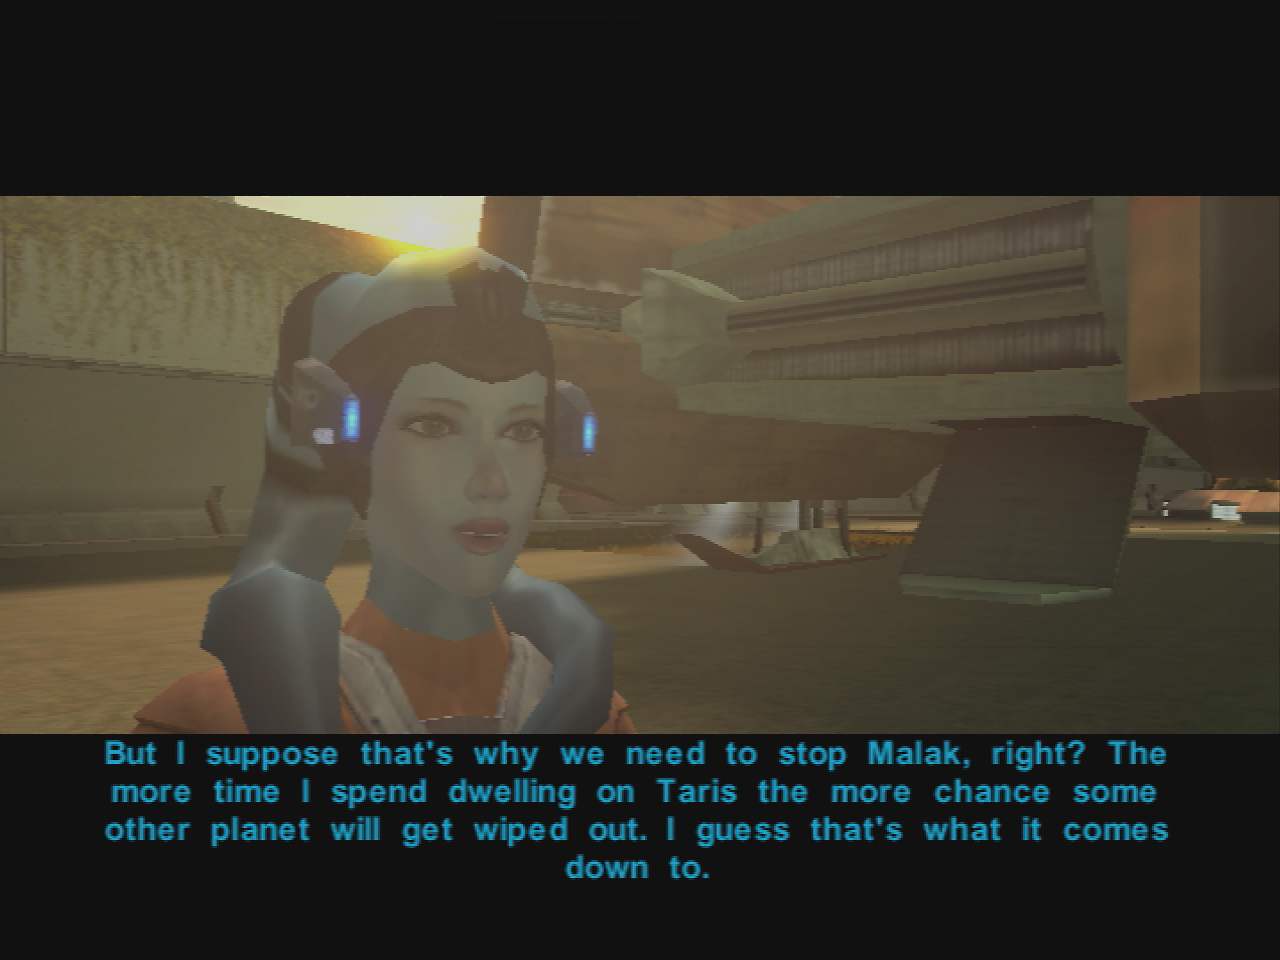 But I suppose that's why we need to stop Malak, right? The
more time I spend dwelling on Taris the more chance some
other planet will get wiped out. I guess that's what it comes
down to.